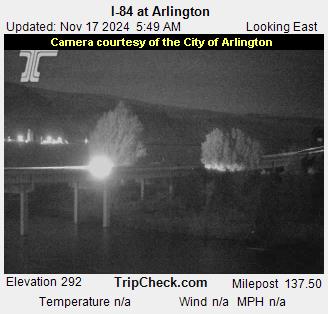 I-84 at Arlington
Updated: Nov 17 2024 5:49 AM Looking East
Camera courtesy of the City of Arlington
Elevation 292 TripCheck.com Milepost 137.50
Temperature n/a Wind n/a MPH n/a